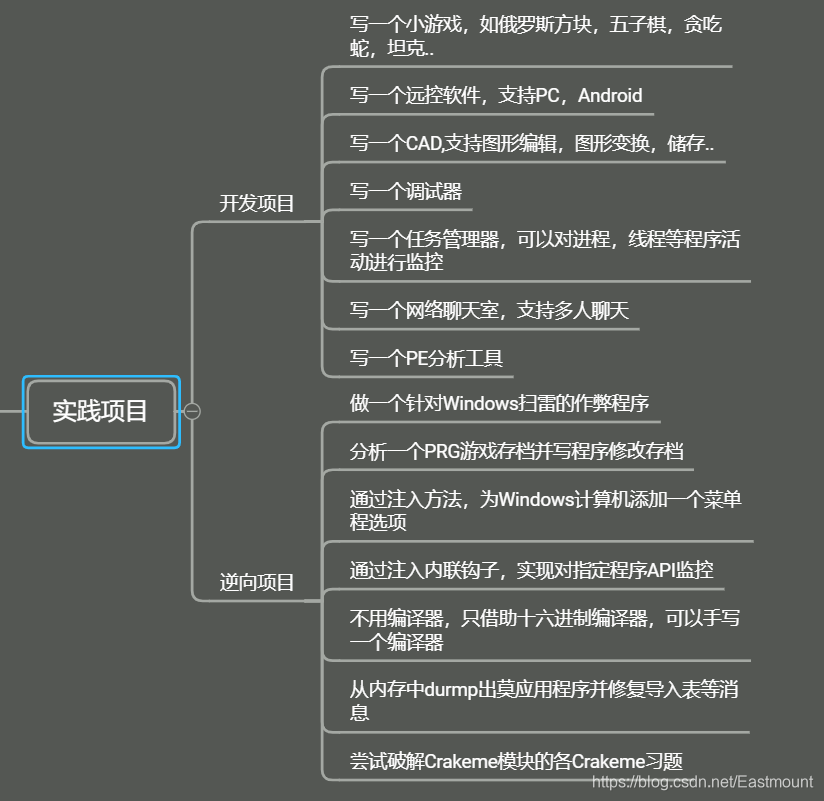 写一个小游戏，如俄罗斯方块，五子棋，贪吃
蛇，坦克..
写一个远控软件，支持PC，Android
写一个CAD,支持图形编辑，图形变换，储存..
写一个调试器
开发项目
写一个任务管理器，可以对进程，线程等程序活
动进行监控
写一个网络聊天室，支持多人聊天
写一个PE分析工具
实践项目
做一个针对Windows扫雷的作弊程序
分析一个PRG游戏存档并写程序修改存档
通过注入方法，为Windows计算机添加一个菜单
程选项
逆向项目
通过注入内联钩子，实现对指定程序API监控
不用编译器，只借助十六进制编译器，可以手写
一个编译器
从内存中durmp出莫应用程序并修复导入表等消
息
尝试破解Crakeme模块的各Crakeme习题
https://blog.csdn.net/Eastmount